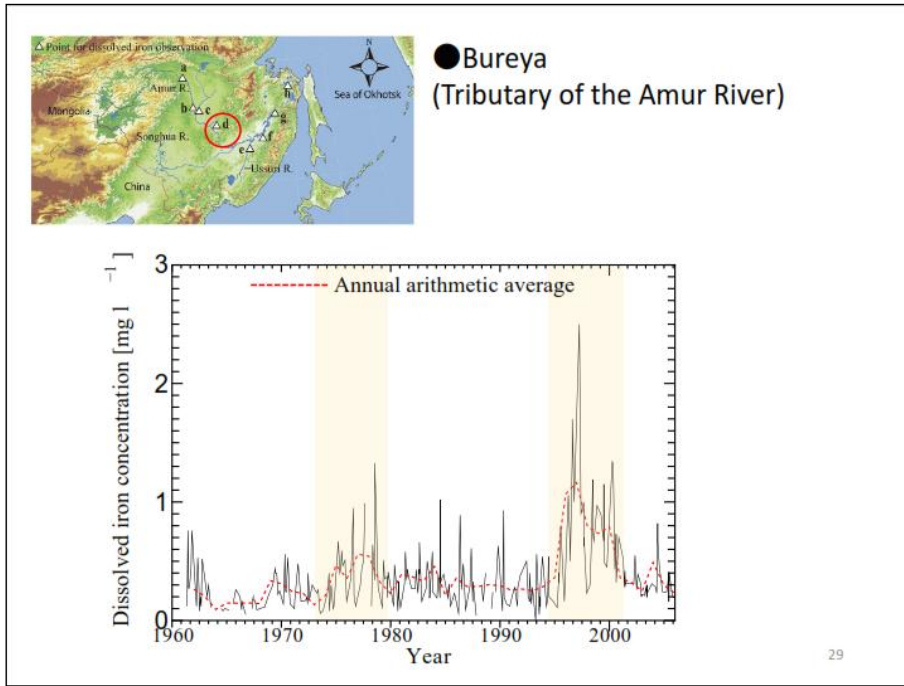 △Point for dissolved iron observation
a
N
Amur R.
h
Sea of Okhotsk
Mongolia
b
c
d
g
Songhua R.
f
e
Ussuri R.
China
●Bureya
(Tributary of the Amur River)
Dissolved iron concentration [mg l⁻¹]
3
2
1
0
Annual arithmetic average
1960
1970
1980
1990
2000
Year
29